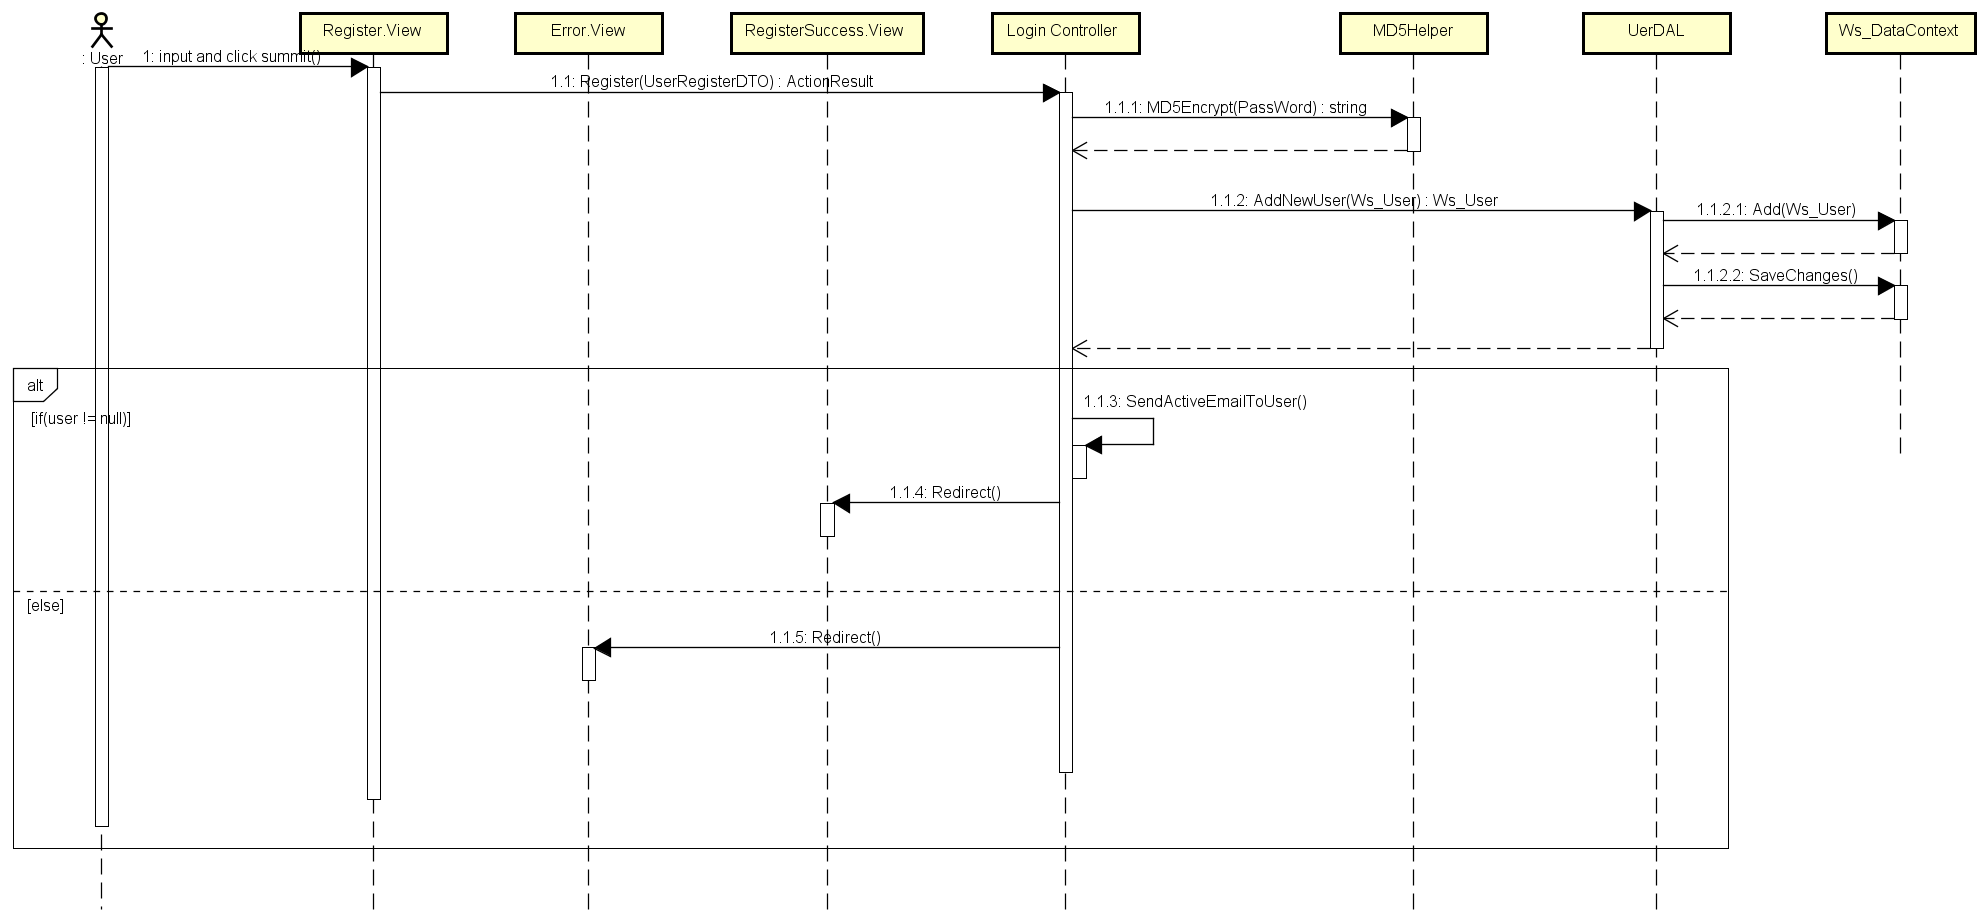 Register.View
Error.View
RegisterSuccess.View
Login Controller
MD5Helper
UerDAL
Ws_DataContext
: User
1: input and click summit()
1.1: Register(UserRegisterDTO) : ActionResult
1.1.1: MD5Encrypt(PassWord) : string
1.1.2: AddNewUser(Ws_User) : Ws_User
1.1.2.1: Add(Ws_User)
1.1.2.2: SaveChanges()
alt
[if(user != null)]
1.1.3: SendActiveEmailToUser()
1.1.4: Redirect()
[else]
1.1.5: Redirect()